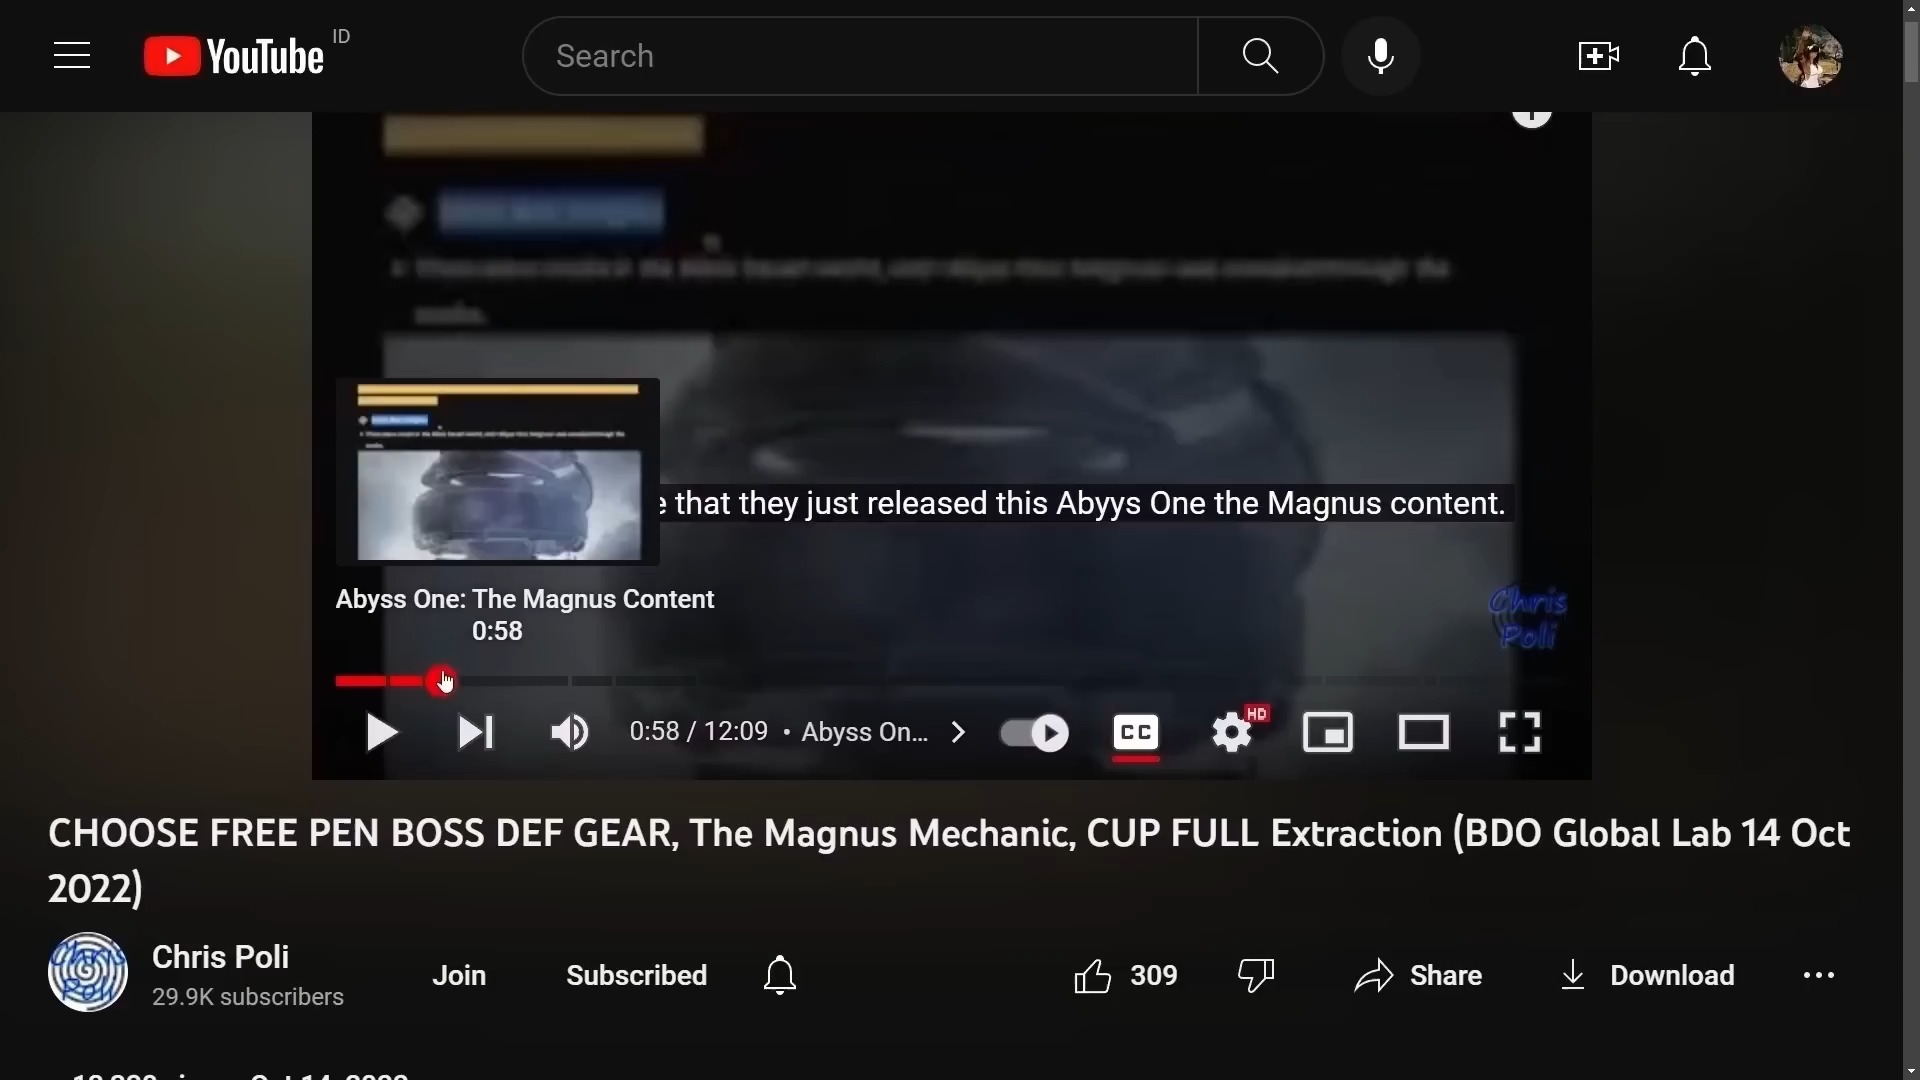 YouTube ID
Search
e that they just released this Abyys One the Magnus content.
Abyss One: The Magnus Content
0:58
Chris
Poli
0:58 / 12:09 • Abyss On...
CC
HD
CHOOSE FREE PEN BOSS DEF GEAR, The Magnus Mechanic, CUP FULL Extraction (BDO Global Lab 14 Oct
2022)
Chris Poli
29.9K subscribers
Join
Subscribed
309
Share
Download